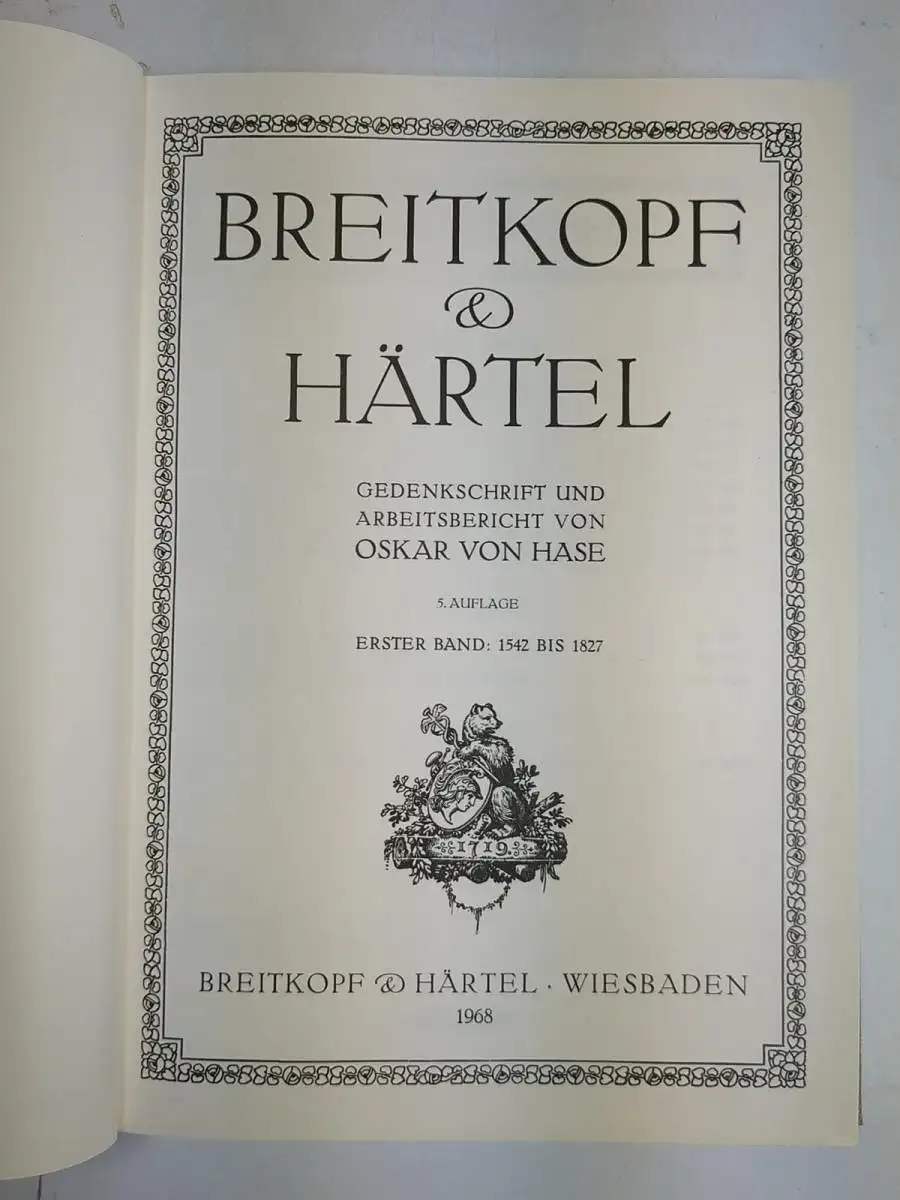 BREITKOPF
&
HÄRTEL
GEDENKSCHRIFT UND
ARBEITSBERICHT VON
OSKAR VON HASE
5. AUFLAGE
ERSTER BAND: 1542 BIS 1827
1719
BREITKOPF & HÄRTEL · WIESBADEN
1968